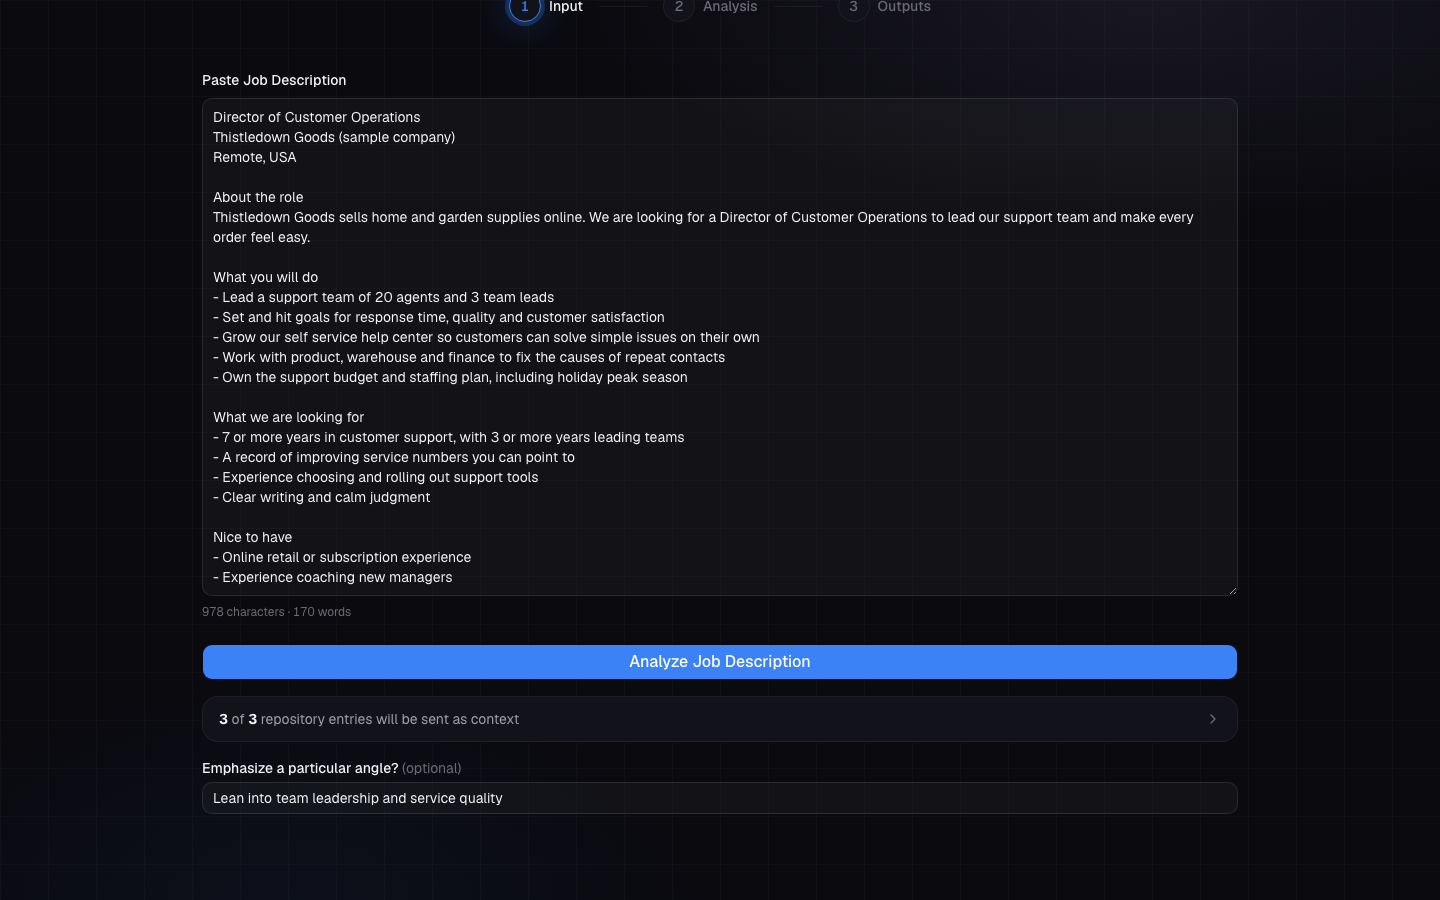 1 Input 2 Analysis 3 Outputs
Paste Job Description
Director of Customer Operations
Thistledown Goods (sample company)
Remote, USA
About the role
Thistledown Goods sells home and garden supplies online. We are looking for a Director of Customer Operations to lead our support team and make every
order feel easy.
What you will do
- Lead a support team of 20 agents and 3 team leads
- Set and hit goals for response time, quality and customer satisfaction
- Grow our self service help center so customers can solve simple issues on their own
- Work with product, warehouse and finance to fix the causes of repeat contacts
- Own the support budget and staffing plan, including holiday peak season
What we are looking for
- 7 or more years in customer support, with 3 or more years leading teams
- A record of improving service numbers you can point to
- Experience choosing and rolling out support tools
- Clear writing and calm judgment
Nice to have
- Online retail or subscription experience
- Experience coaching new managers
978 characters · 170 words
Analyze Job Description
3 of 3 repository entries will be sent as context
Emphasize a particular angle? (optional)
Lean into team leadership and service quality